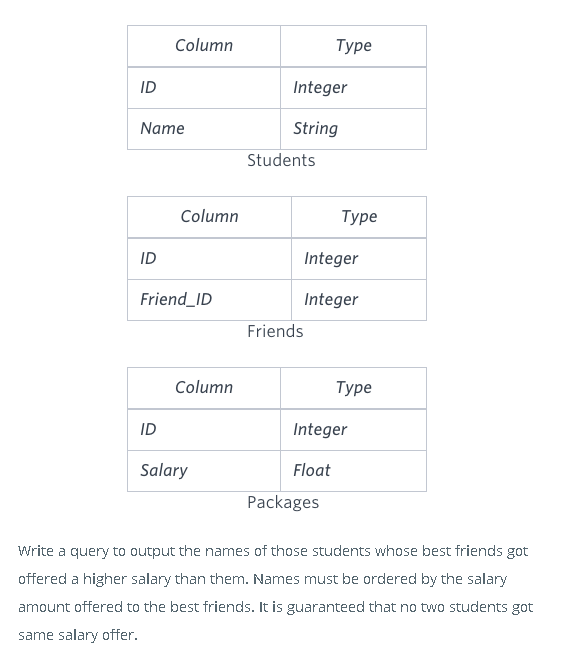 Column Type
ID Integer
Name String
Students
Column Type
ID Integer
Friend_ID Integer
Friends
Column Type
ID Integer
Salary Float
Packages
Write a query to output the names of those students whose best friends got
offered a higher salary than them. Names must be ordered by the salary
amount offered to the best friends. It is guaranteed that no two students got
same salary offer.